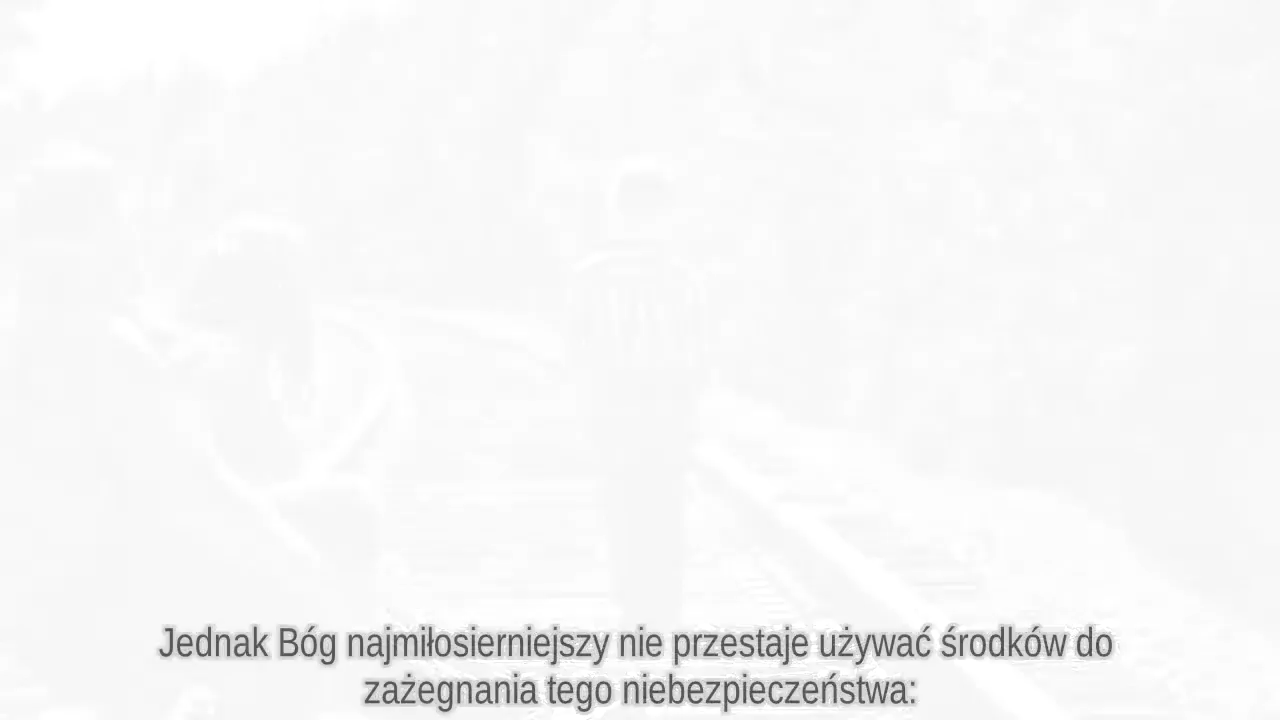 Jednak Bóg najmiłosierniejszy nie przestaje używać środków do
zażegnania tego niebezpieczeństwa: